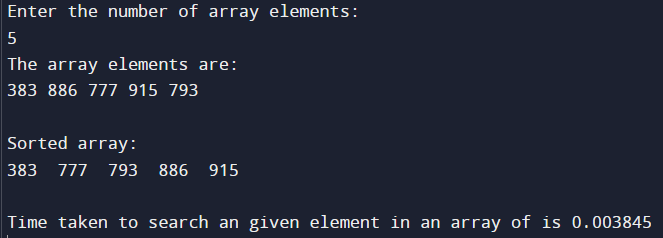 Enter the number of array elements:
5
The array elements are:
383 886 777 915 793
Sorted array:
383  777  793  886  915
Time taken to search an given element in an array of is 0.003845